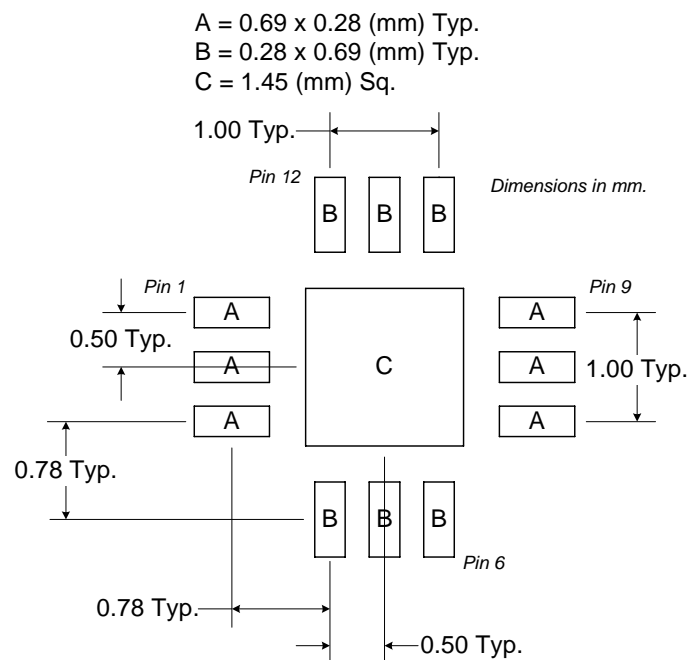 A = 0.69 x 0.28 (mm) Typ.
B = 0.28 x 0.69 (mm) Typ.
C = 1.45 (mm) Sq.
1.00 Typ.
Pin 12
Dimensions in mm.
B B B
Pin 1
Pin 9
A
A
0.50 Typ.
A
C
A
1.00 Typ.
A
A
0.78 Typ.
B B B
Pin 6
0.78 Typ.
0.50 Typ.